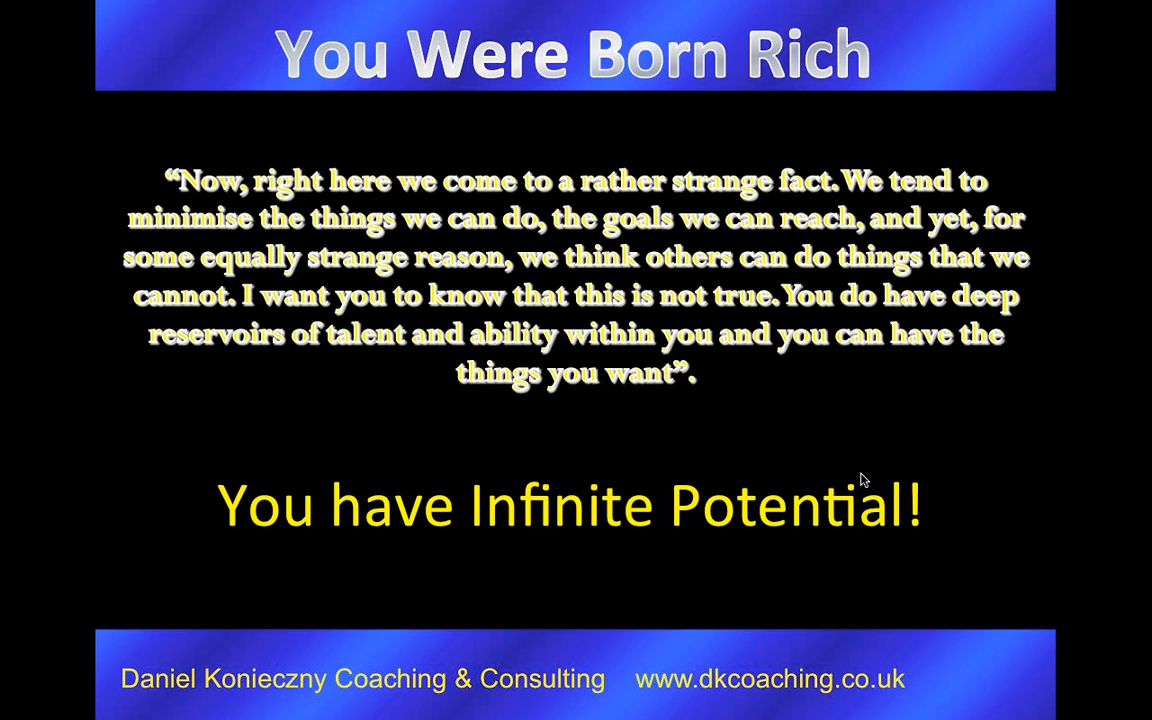 You Were Born Rich
“Now, right here we come to a rather strange fact. We tend to
minimise the things we can do, the goals we can reach, and yet, for
some equally strange reason, we think others can do things that we
cannot. I want you to know that this is not true. You do have deep
reservoirs of talent and ability within you and you can have the
things you want”.
You have Infinite Potential!
Daniel Konieczny Coaching & Consulting www.dkcoaching.co.uk